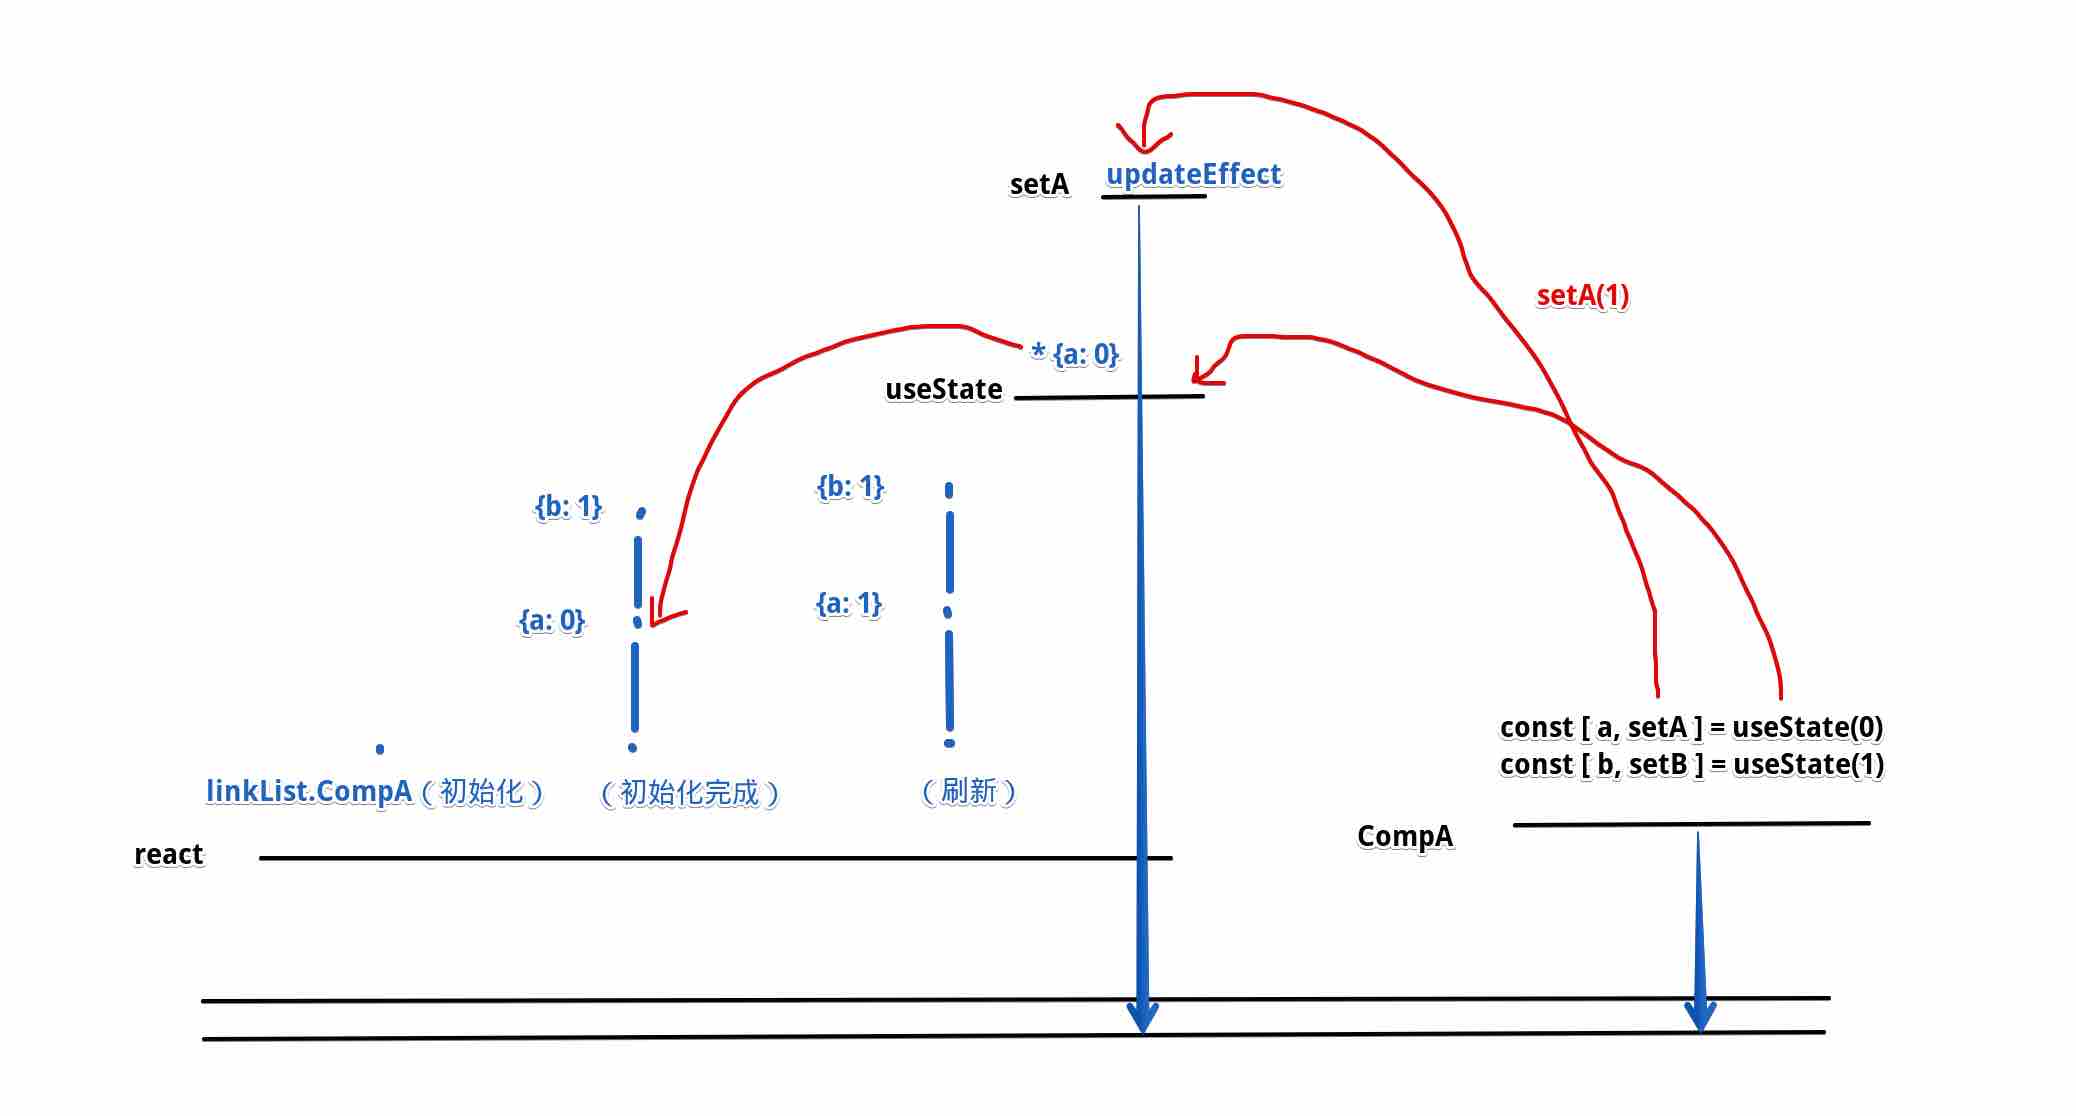 updateEffect
setA
setA(1)
* {a: 0}
useState
{b: 1}
{b: 1}
{a: 0}
{a: 1}
const [ a, setA ] = useState(0)
const [ b, setB ] = useState(1)
linkList.CompA（初始化）
（初始化完成）
（刷新）
CompA
react